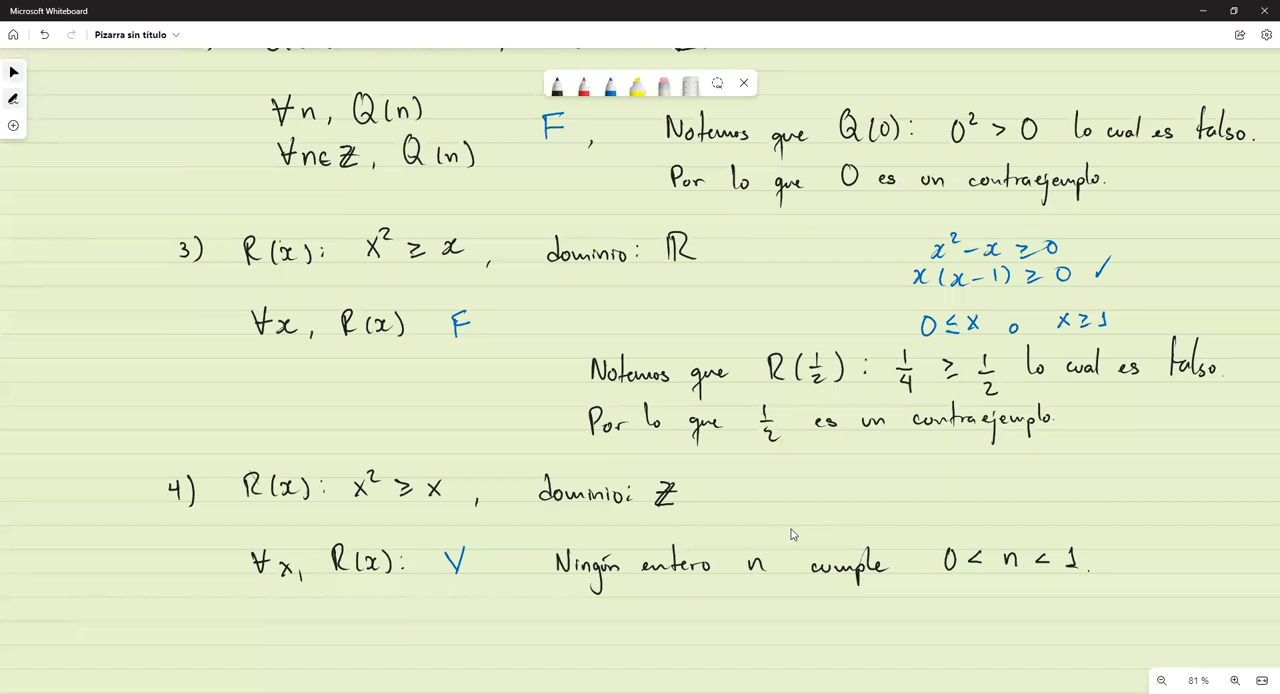 Microsoft Whiteboard
Pizarra sin título
∀n, Q(n) F, Notemos que Q(0): 0² > 0 lo cual es falso.
∀n∈ℤ, Q(n)
Por lo que 0 es un contraejemplo.
3) R(x): x² ≥ x, dominio: ℝ
x² - x ≥ 0
x(x-1) ≥ 0 ✓
∀x, R(x) F
0 ≤ x o x ≥ 1
Notemos que R(1/2): 1/4 ≥ 1/2 lo cual es falso.
Por lo que 1/2 es un contraejemplo.
4) R(x): x² ≥ x, dominio: ℤ
∀x, R(x): V Ningún entero n cumple 0 < n < 1.
81 %